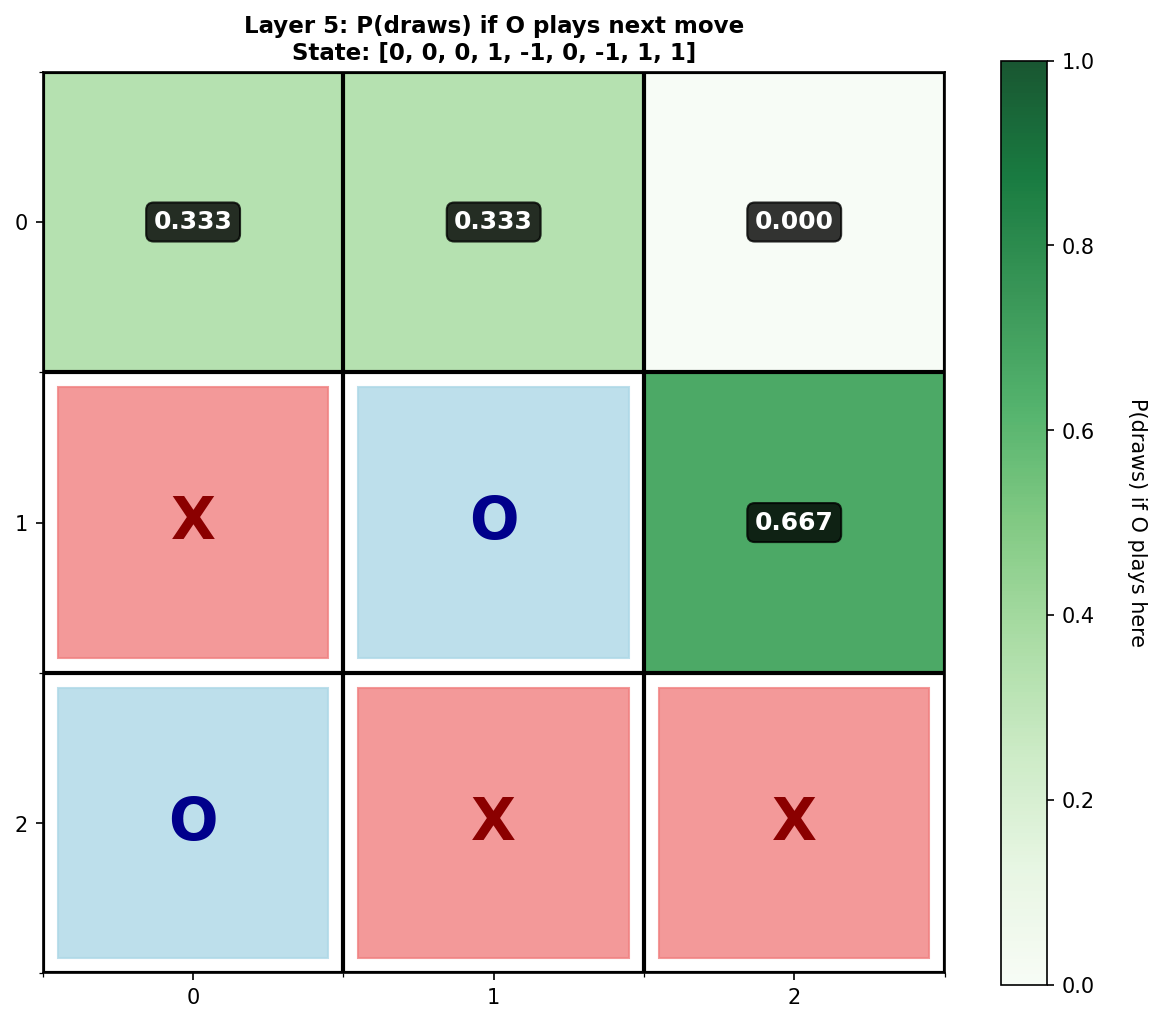 Layer 5: P(draws) if O plays next move
State: [0, 0, 0, 1, -1, 0, -1, 1, 1]
0
0.333
0.333
0.000
1
X
O
0.667
2
O
X
X
0
1
2
1.0
0.8
0.6
0.4
0.2
0.0
P(draws) if O plays here